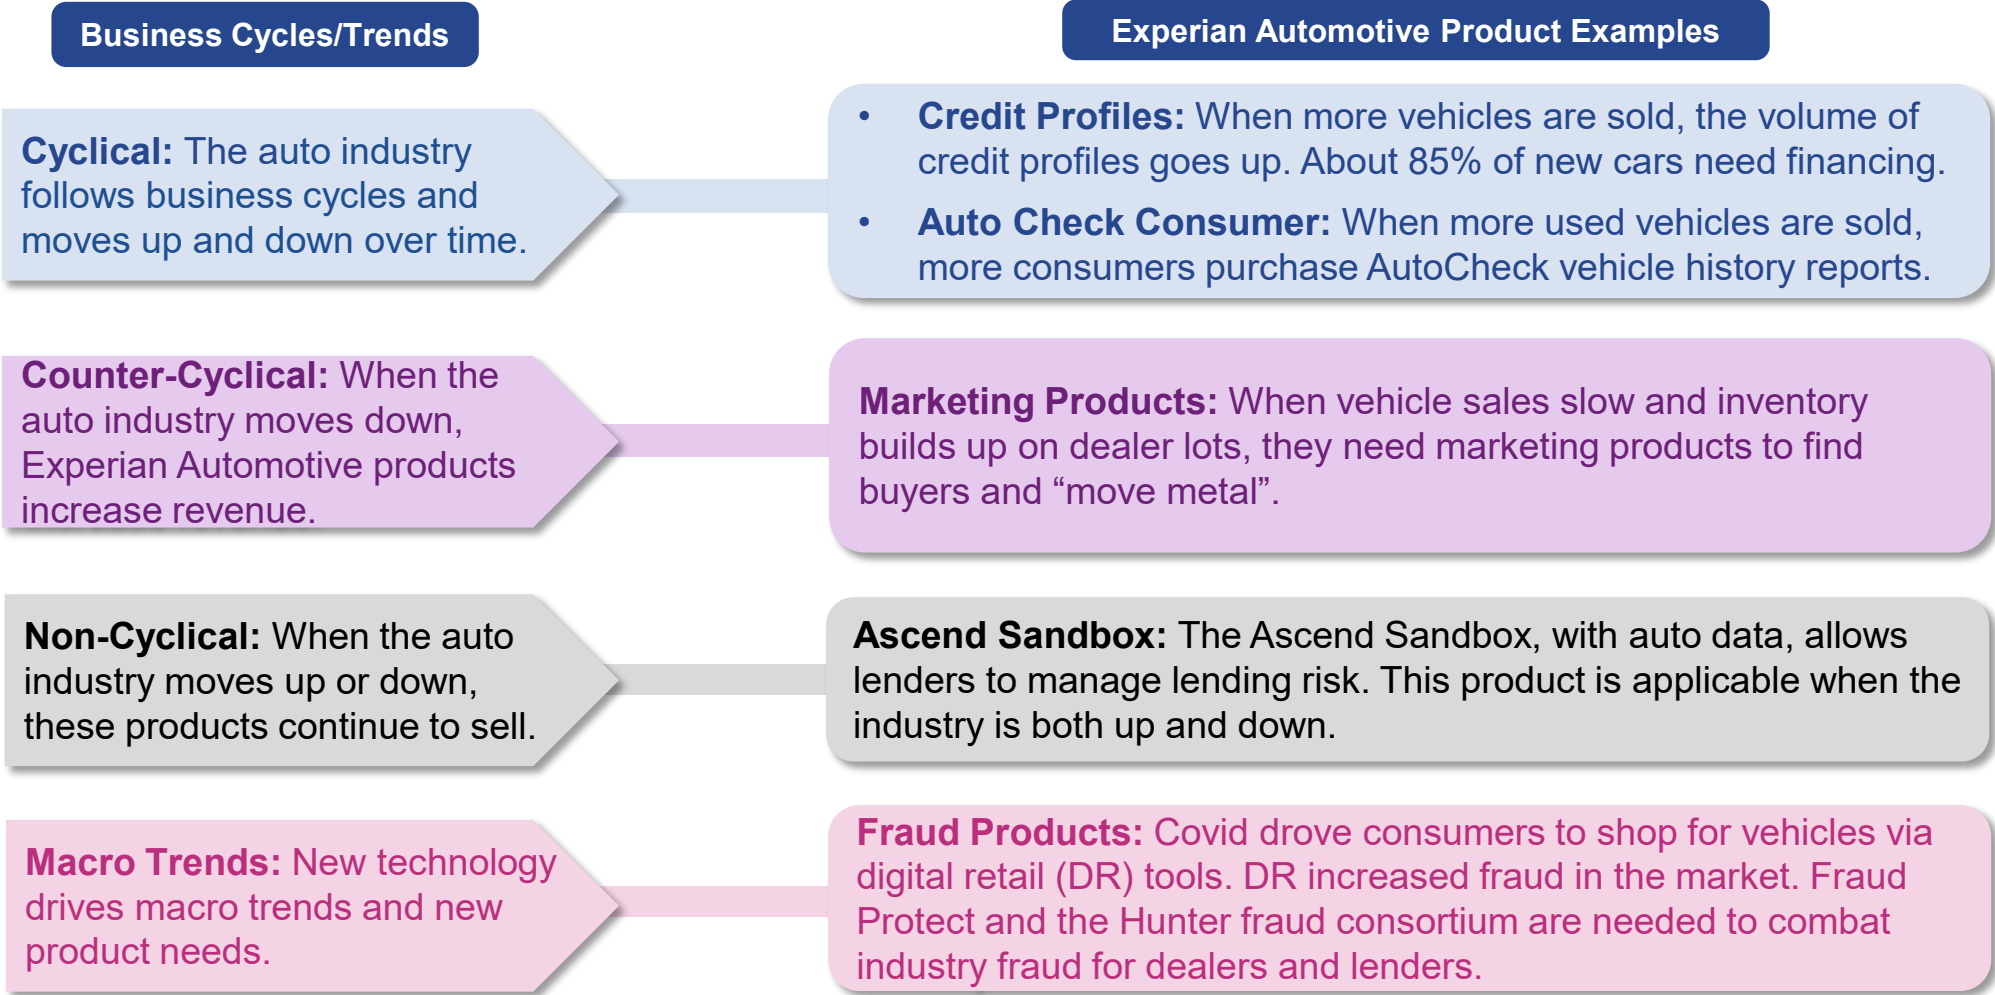 Business Cycles/Trends
Experian Automotive Product Examples
Cyclical: The auto industry
follows business cycles and
moves up and down over time.
• Credit Profiles: When more vehicles are sold, the volume of
credit profiles goes up. About 85% of new cars need financing.
• Auto Check Consumer: When more used vehicles are sold,
more consumers purchase AutoCheck vehicle history reports.
Counter-Cyclical: When the
auto industry moves down,
Experian Automotive products
increase revenue.
Marketing Products: When vehicle sales slow and inventory
builds up on dealer lots, they need marketing products to find
buyers and “move metal”.
Non-Cyclical: When the auto
industry moves up or down,
these products continue to sell.
Ascend Sandbox: The Ascend Sandbox, with auto data, allows
lenders to manage lending risk. This product is applicable when the
industry is both up and down.
Macro Trends: New technology
drives macro trends and new
product needs.
Fraud Products: Covid drove consumers to shop for vehicles via
digital retail (DR) tools. DR increased fraud in the market. Fraud
Protect and the Hunter fraud consortium are needed to combat
industry fraud for dealers and lenders.